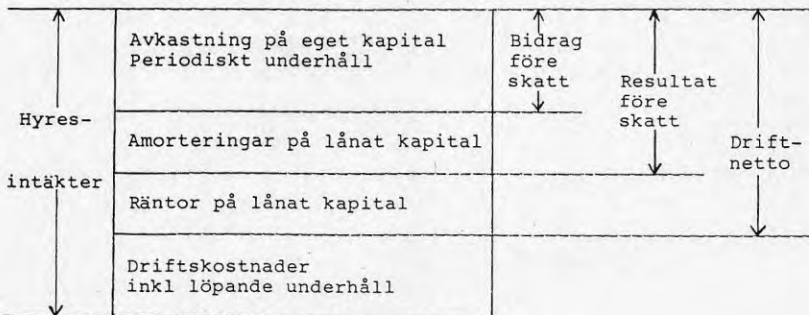 Hyres-
intäkter
Avkastning på eget kapital
Periodiskt underhåll
Amorteringar på lånat kapital
Räntor på lånat kapital
Driftskostnader
inkl löpande underhåll
Bidrag
före
skatt
Resultat
före
skatt
Drift-
netto